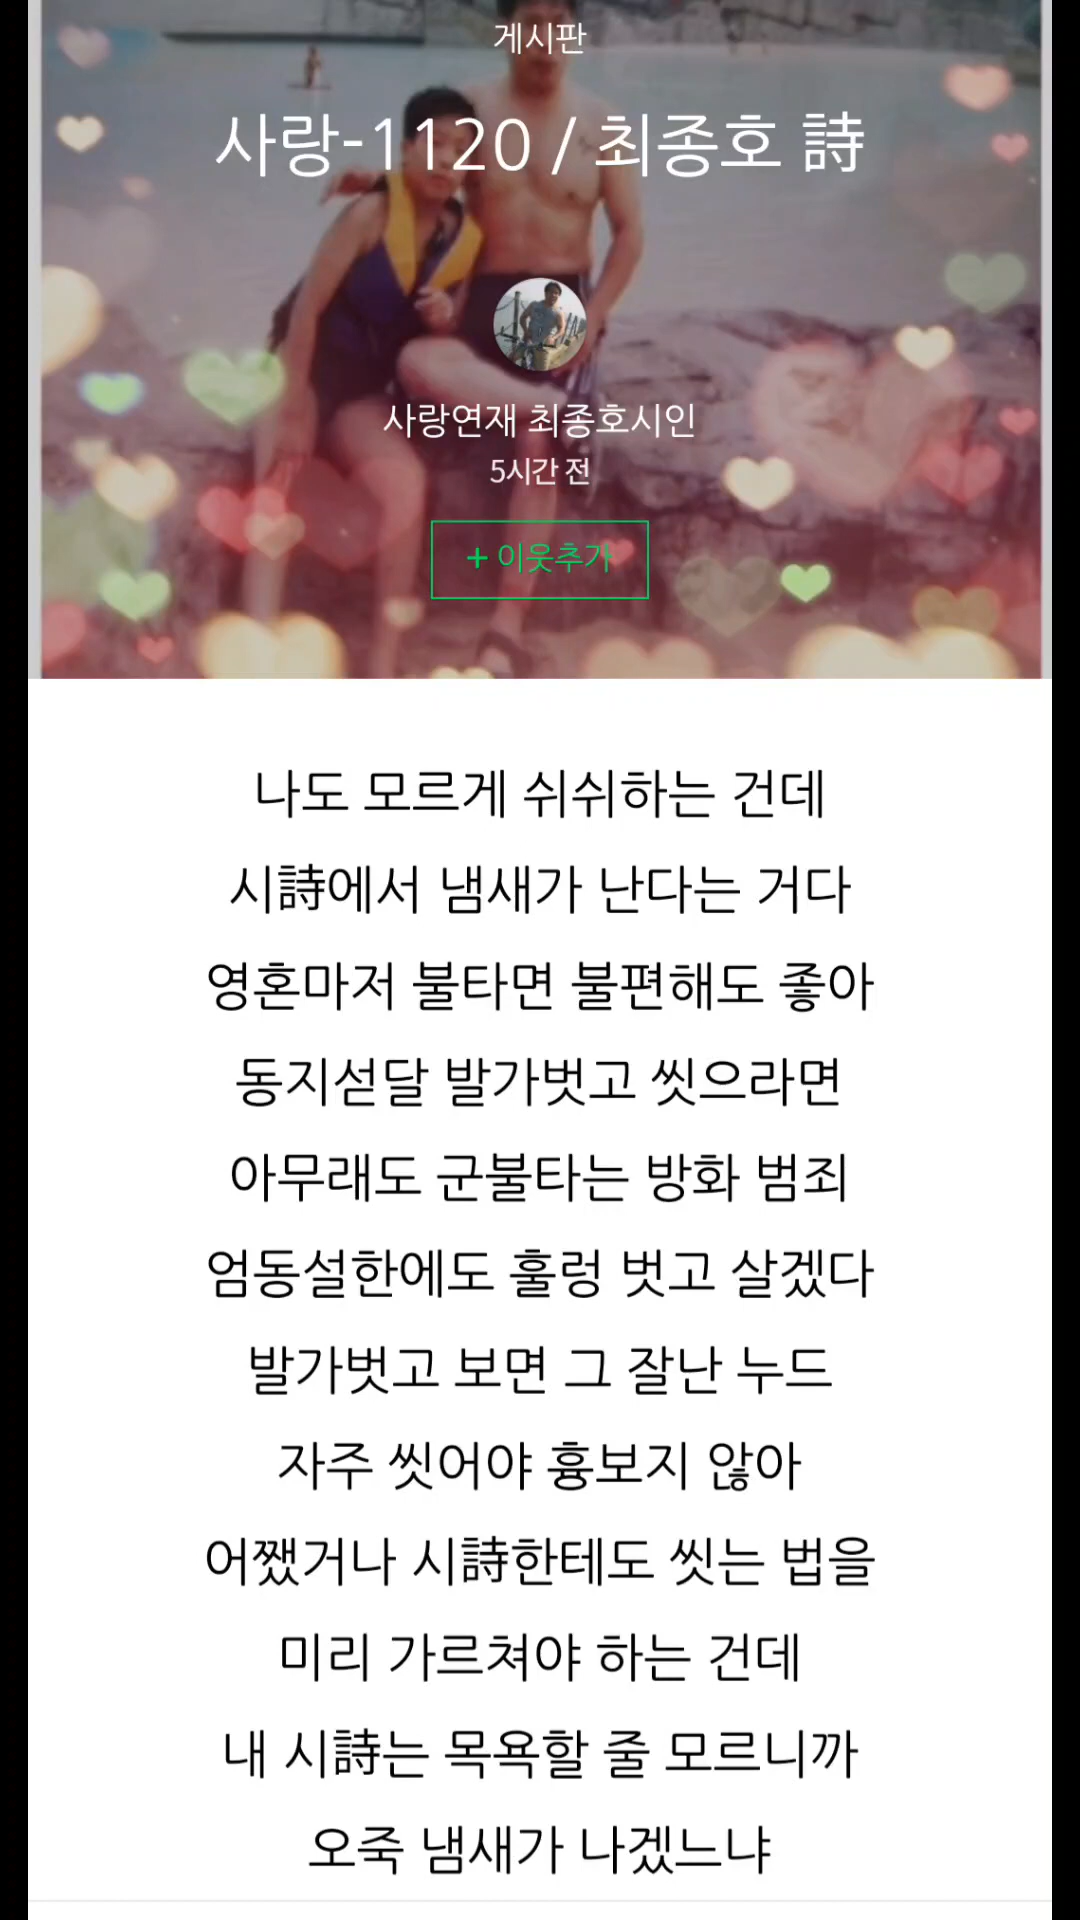 게시판
사랑-1120 / 최종호 詩
사랑연재 최종호시인
5시간 전
+ 이웃추가
나도 모르게 쉬쉬하는 건데
시詩에서 냄새가 난다는 거다
영혼마저 불타면 불편해도 좋아
동지섣달 발가벗고 씻으라면
아무래도 군불타는 방화 범죄
엄동설한에도 훌렁 벗고 살겠다
발가벗고 보면 그 잘난 누드
자주 씻어야 흉보지 않아
어쨌거나 시詩한테도 씻는 법을
미리 가르쳐야 하는 건데
내 시詩는 목욕할 줄 모르니까
오죽 냄새가 나겠느냐